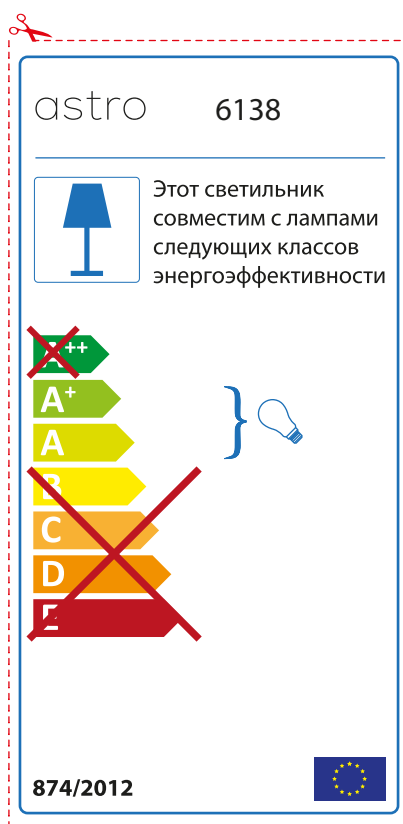 astro 6138
Этот светильник
совместим с лампами
следующих классов
энергоэффективности
A++
A+
A
B
C
D
E
874/2012